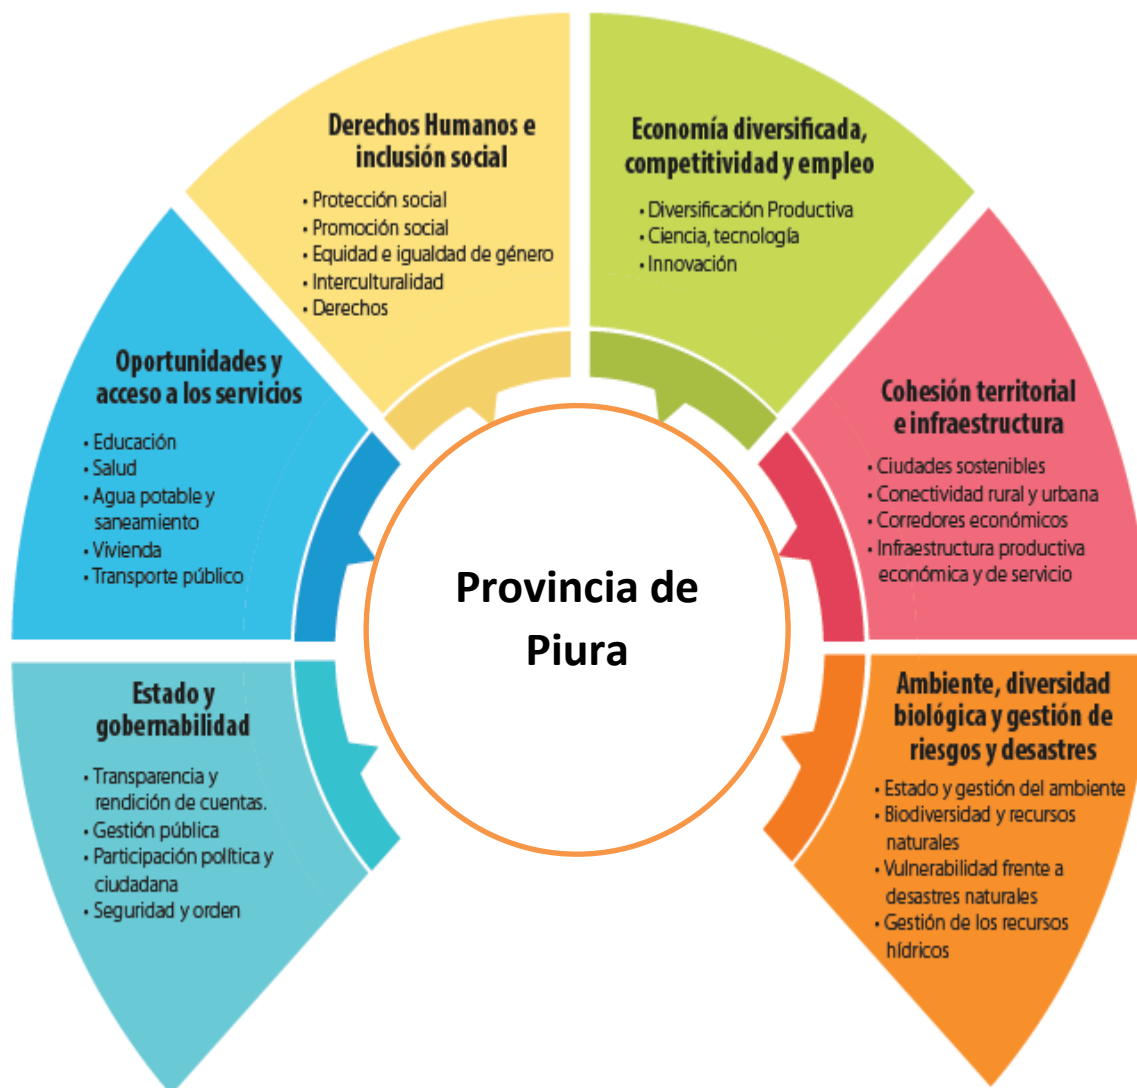 Derechos Humanos e
inclusión social
• Protección social
• Promoción social
• Equidad e igualdad de género
• Interculturalidad
• Derechos
Economía diversificada,
competitividad y empleo
• Diversificación Productiva
• Ciencia, tecnología
• Innovación
Oportunidades y
acceso a los servicios
• Educación
• Salud
• Agua potable y
saneamiento
• Vivienda
• Transporte público
Cohesión territorial
e infraestructura
• Ciudades sostenibles
• Conectividad rural y urbana
• Corredores económicos
• Infraestructura productiva
económica y de servicio
Provincia de
Piura
Estado y
gobernabilidad
• Transparencia y
rendición de cuentas.
• Gestión pública
• Participación política y
ciudadana
• Seguridad y orden
Ambiente, diversidad
biológica y gestión de
riesgos y desastres
• Estado y gestión del ambiente
• Biodiversidad y recursos
naturales
• Vulnerabilidad frente a
desastres naturales
• Gestión de los recursos
hídricos